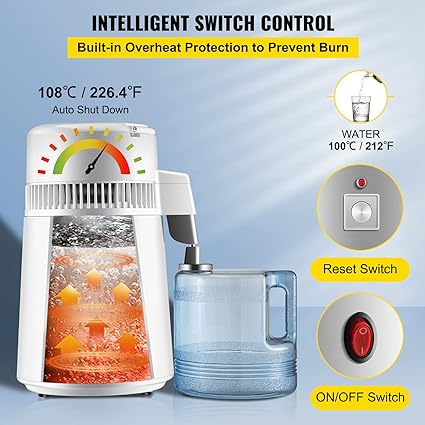 INTELLIGENT SWITCH CONTROL
Built-in Overheat Protection to Prevent Burn
108℃ / 226.4℉
Auto Shut Down
WATER
100℃ / 212℉
Reset Switch
ON/OFF Switch